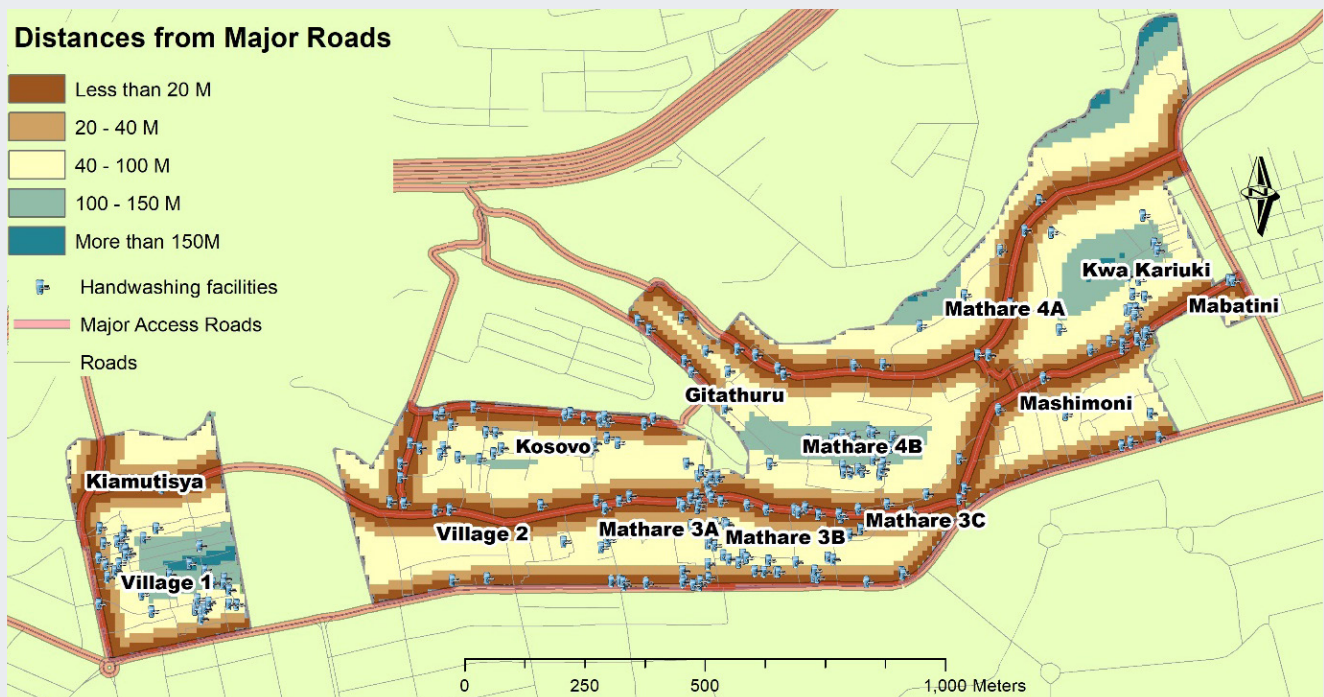 Distances from Major Roads
Less than 20 M
20 - 40 M
40 - 100 M
100 - 150 M
More than 150M
Handwashing facilities
Major Access Roads
Roads
N
Kwa Kariuki
Mabatini
Mathare 4A
Gitathuru
Mashimoni
Kosovo
Mathare 4B
Kiamutisya
Village 2
Mathare 3A
Mathare 3B
Mathare 3C
Village 1
0 250 500 1,000 Meters